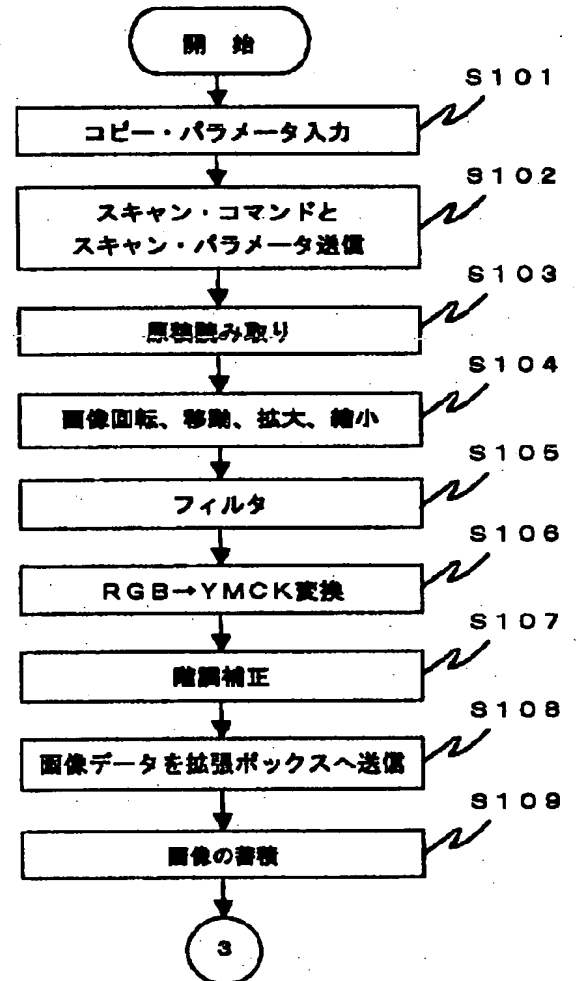 開 始
S101
コピー・パラメータ入力
S102
スキャン・コマンドと
スキャン・パラメータ送信
S103
原稿読み取り
S104
画像回転、移動、拡大、縮小
S105
フィルタ
S106
RGB→YMCK変換
S107
階調補正
S108
画像データを拡張ボックスへ送信
S109
画像の蓄積
3